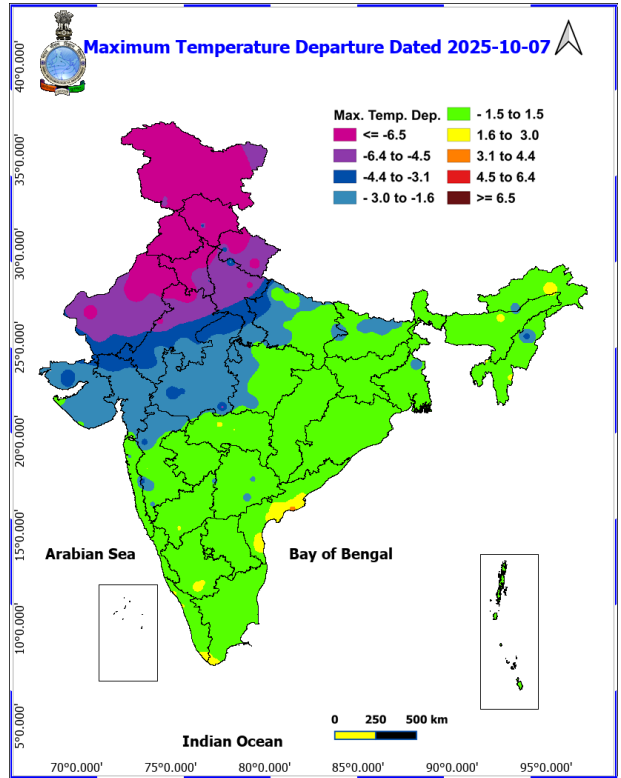 Maximum Temperature Departure Dated 2025-10-07
Max. Temp. Dep.
<= -6.5
-6.4 to -4.5
-4.4 to -3.1
- 3.0 to -1.6
- 1.5 to 1.5
1.6 to 3.0
3.1 to 4.4
4.5 to 6.4
>= 6.5
40°0.000'
35°0.000'
30°0.000'
25°0.000'
20°0.000'
15°0.000'
10°0.000'
5°0.000'
Arabian Sea
Bay of Bengal
Indian Ocean
0 250 500 km
70°0.000' 75°0.000' 80°0.000' 85°0.000' 90°0.000' 95°0.000'